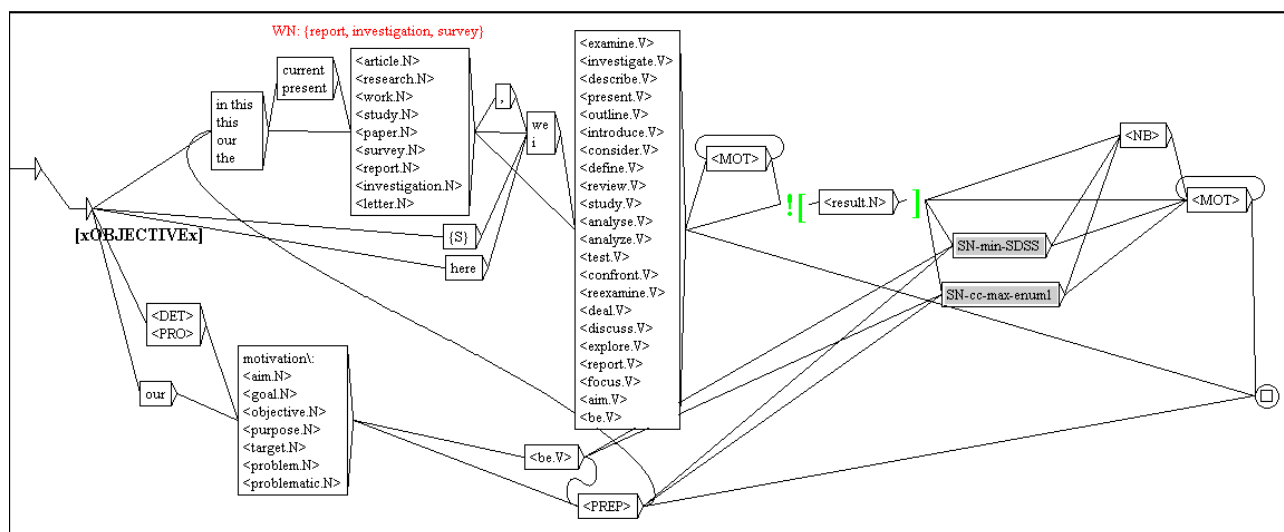 WN: {report, investigation, survey}
current
present
in this
this
our
the
<article.N>
<research.N>
<work.N>
<study.N>
<paper.N>
<survey.N>
<report.N>
<investigation.N>
<letter.N>
,
we
i
{S}
here
[xOBJECTIVEx]
<DET>
<PRO>
our
motivation\:
<aim.N>
<goal.N>
<objective.N>
<purpose.N>
<target.N>
<problem.N>
<problematic.N>
<examine.V>
<investigate.V>
<describe.V>
<present.V>
<outline.V>
<introduce.V>
<consider.V>
<define.V>
<review.V>
<study.V>
<analyse.V>
<analyze.V>
<test.V>
<confront.V>
<reexamine.V>
<deal.V>
<discuss.V>
<explore.V>
<report.V>
<focus.V>
<aim.V>
<be.V>
<be.V>
<PREP>
<MOT>
![ <result.N> ]
<NB>
<MOT>
SN-min-SDSS
SN-cc-max-enum1